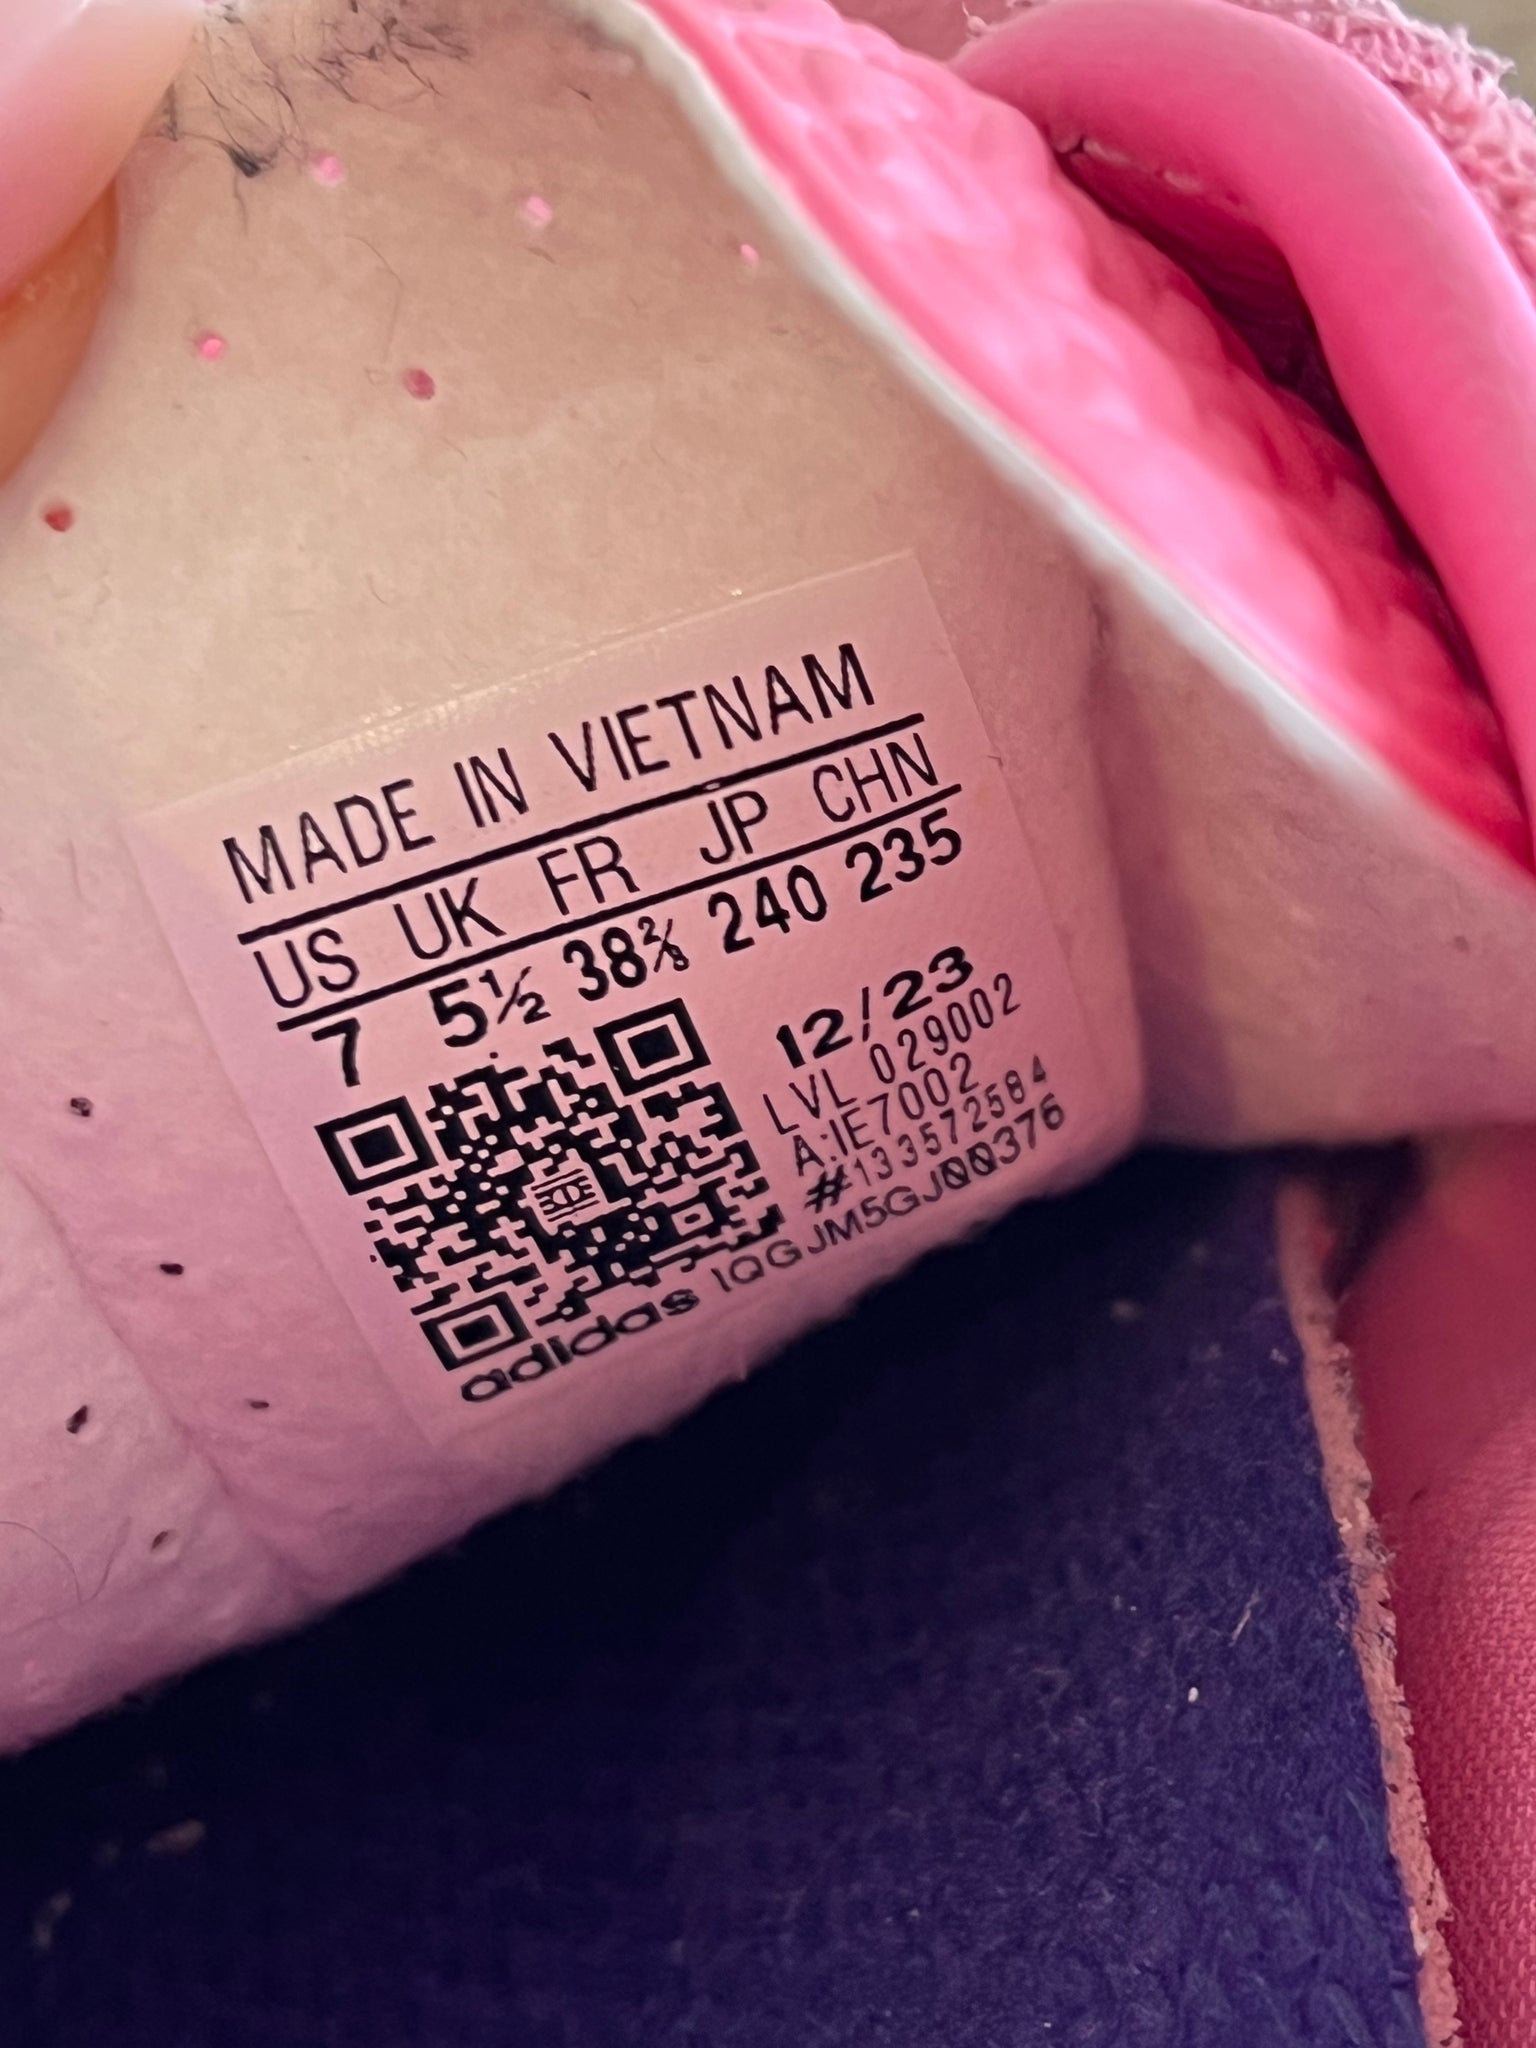 MADE IN VIETNAM
US UK FR JP CHN
7 5½ 38⅔ 240 235
12/23
LVL 029002
A:IE7002
#133572584
adidas IQGJM5GJ00376